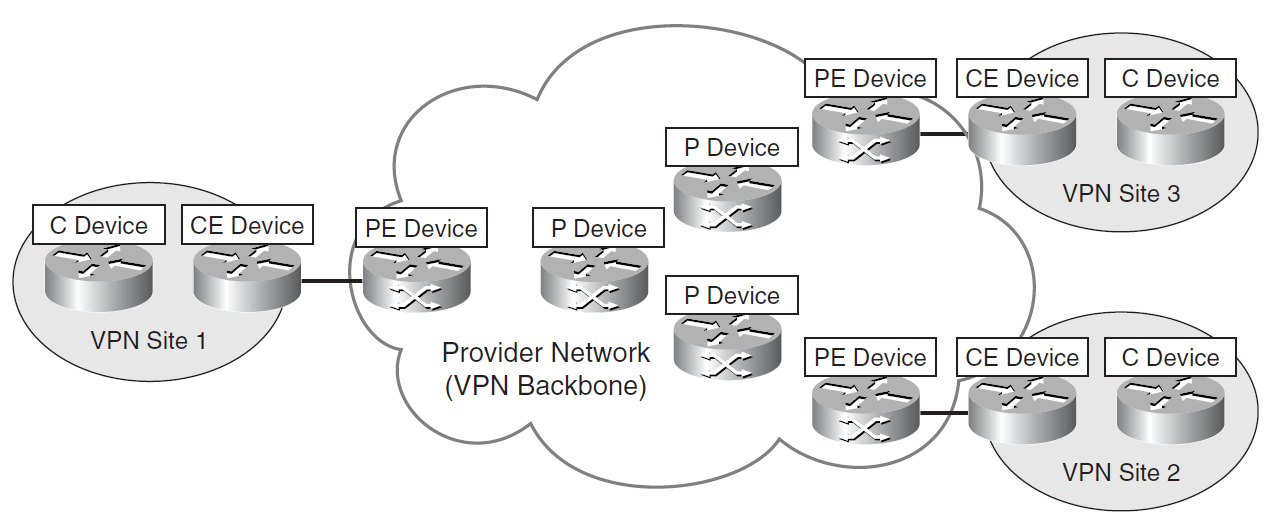 PE Device
CE Device
C Device
P Device
VPN Site 3
C Device
CE Device
PE Device
P Device
P Device
VPN Site 1
Provider Network
(VPN Backbone)
PE Device
CE Device
C Device
VPN Site 2